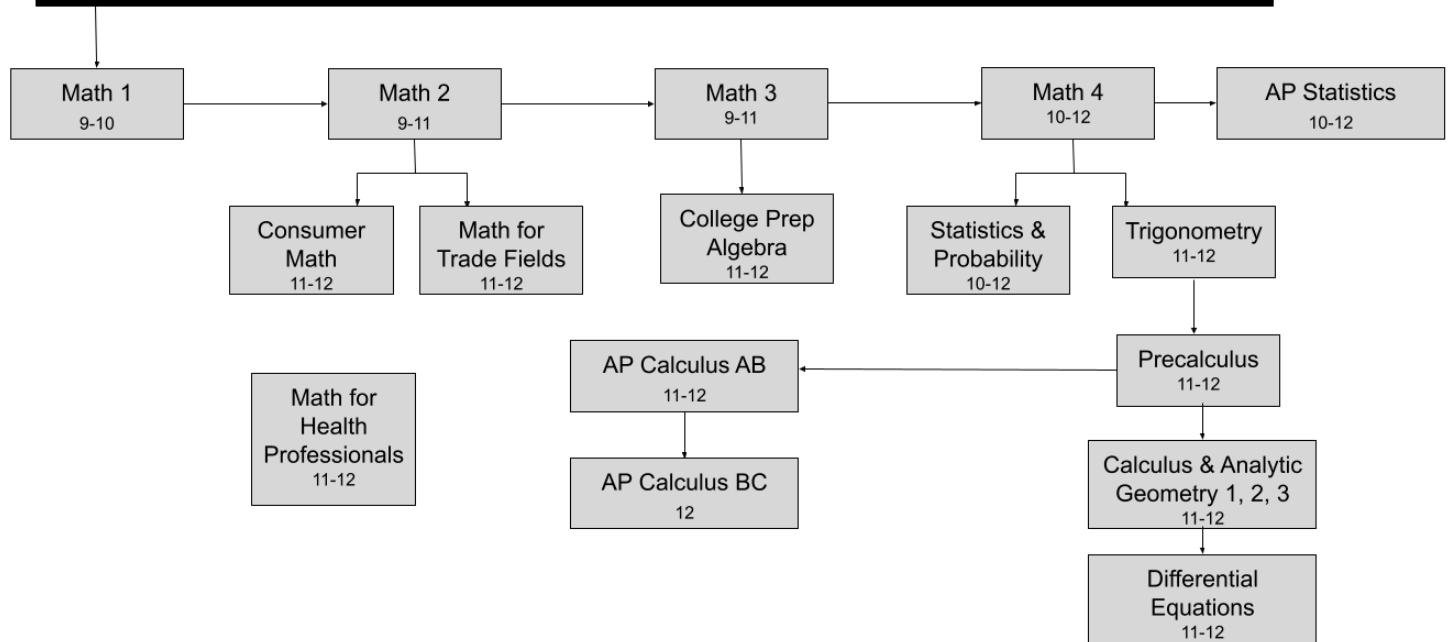 Math 1
9-10
Math 2
9-11
Math 3
9-11
Math 4
10-12
AP Statistics
10-12
Consumer
Math
11-12
Math for
Trade Fields
11-12
College Prep
Algebra
11-12
Statistics &
Probability
10-12
Trigonometry
11-12
Precalculus
11-12
AP Calculus AB
11-12
Math for
Health
Professionals
11-12
AP Calculus BC
12
Calculus & Analytic
Geometry 1, 2, 3
11-12
Differential
Equations
11-12